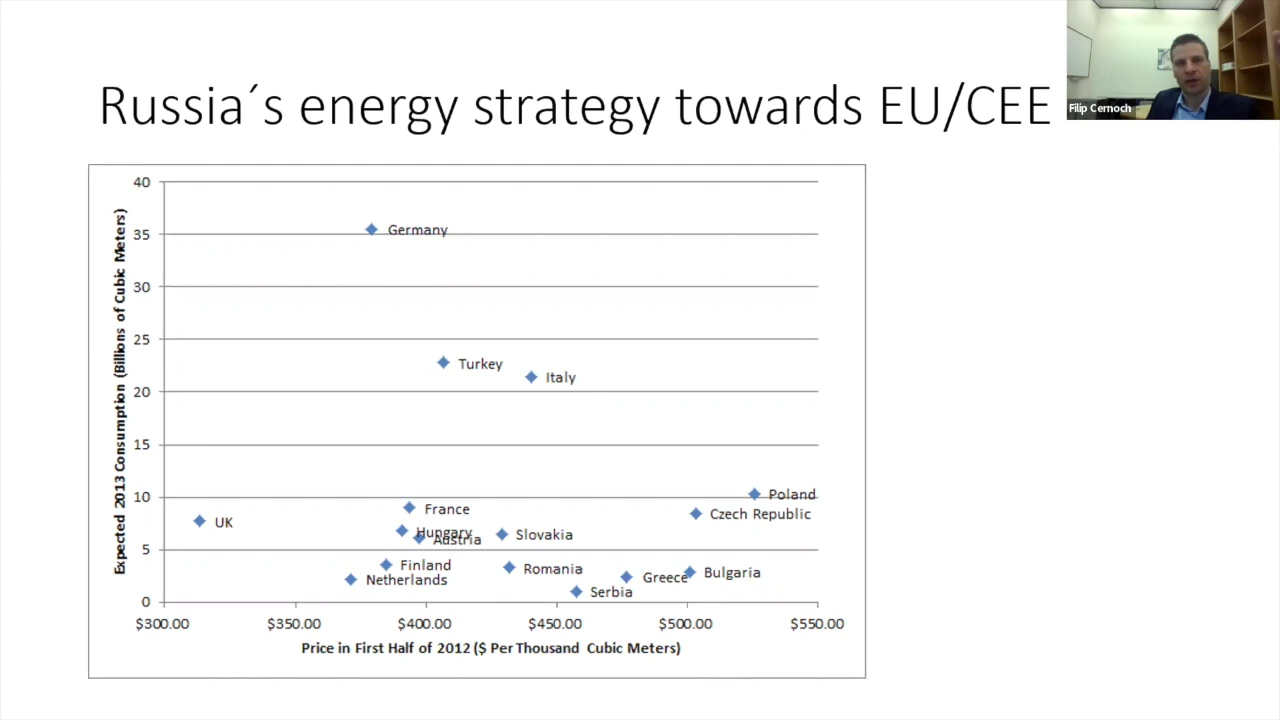 Russia´s energy strategy towards EU/CEE
Filip Cernoch
Expected 2013 Consumption (Billions of Cubic Meters)
40
35
30
25
20
15
10
5
0
Germany
Turkey
Italy
Poland
France
Czech Republic
UK
Hungary
Slovakia
Austria
Finland
Romania
Bulgaria
Netherlands
Greece
Serbia
$300.00 $350.00 $400.00 $450.00 $500.00 $550.00
Price in First Half of 2012 ($ Per Thousand Cubic Meters)